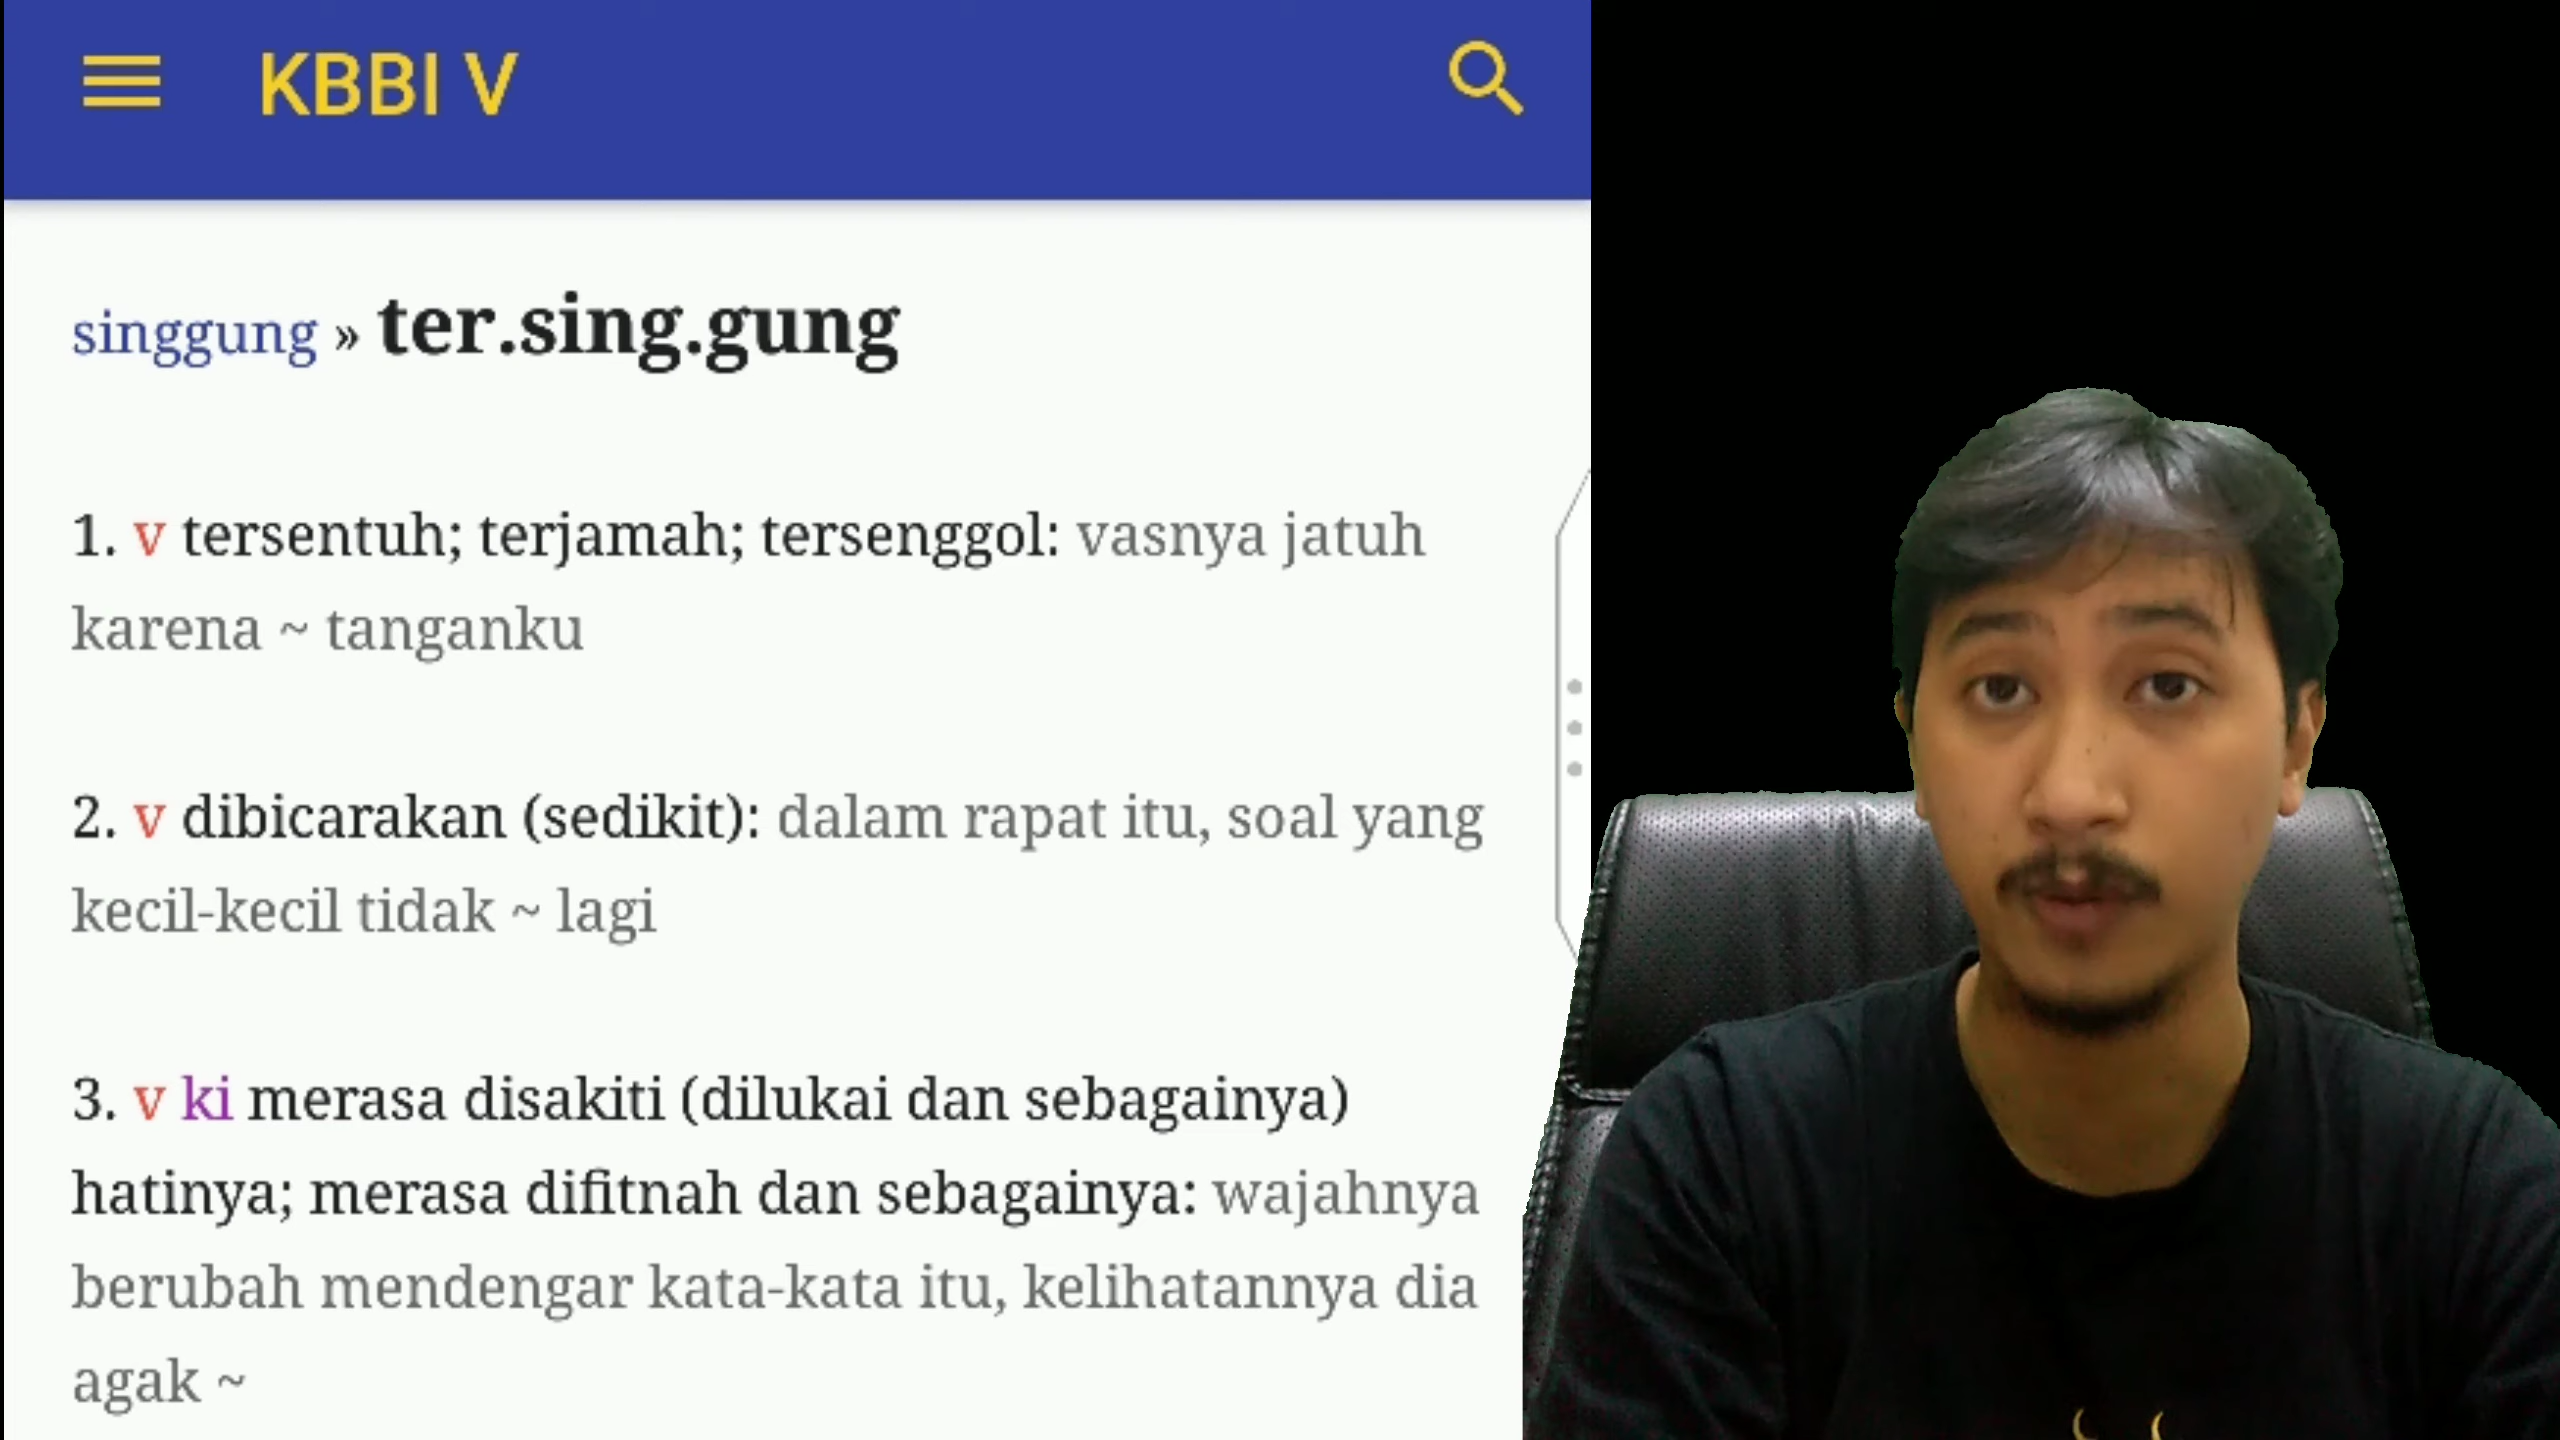 KBBI V
singgung » ter.sing.gung
1. v tersentuh; terjamah; tersenggol: vasnya jatuh
karena ~ tanganku
2. v dibicarakan (sedikit): dalam rapat itu, soal yang
kecil-kecil tidak ~ lagi
3. v ki merasa disakiti (dilukai dan sebagainya)
hatinya; merasa difitnah dan sebagainya: wajahnya
berubah mendengar kata-kata itu, kelihatannya dia
agak ~